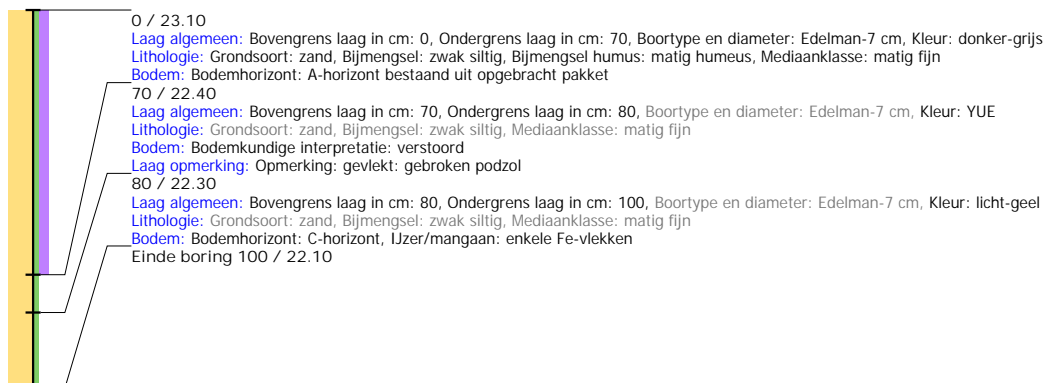 0 / 23.10
Laag algemeen: Bovengrens laag in cm: 0, Ondergrens laag in cm: 70, Boortype en diameter: Edelman-7 cm, Kleur: donker-grijs
Lithologie: Grondsoort: zand, Bijmengsel: zwak siltig, Bijmengsel humus: matig humeus, Mediaanklasse: matig fijn
Bodem: Bodemhorizont: A-horizont bestaand uit opgebracht pakket
70 / 22.40
Laag algemeen: Bovengrens laag in cm: 70, Ondergrens laag in cm: 80, Boortype en diameter: Edelman-7 cm, Kleur: YUE
Lithologie: Grondsoort: zand, Bijmengsel: zwak siltig, Mediaanklasse: matig fijn
Bodem: Bodemkundige interpretatie: verstoord
Laag opmerking: Opmerking: gevlekt: gebroken podzol
80 / 22.30
Laag algemeen: Bovengrens laag in cm: 80, Ondergrens laag in cm: 100, Boortype en diameter: Edelman-7 cm, Kleur: licht-geel
Lithologie: Grondsoort: zand, Bijmengsel: zwak siltig, Mediaanklasse: matig fijn
Bodem: Bodemhorizont: C-horizont, IJzer/mangaan: enkele Fe-vlekken
Einde boring 100 / 22.10